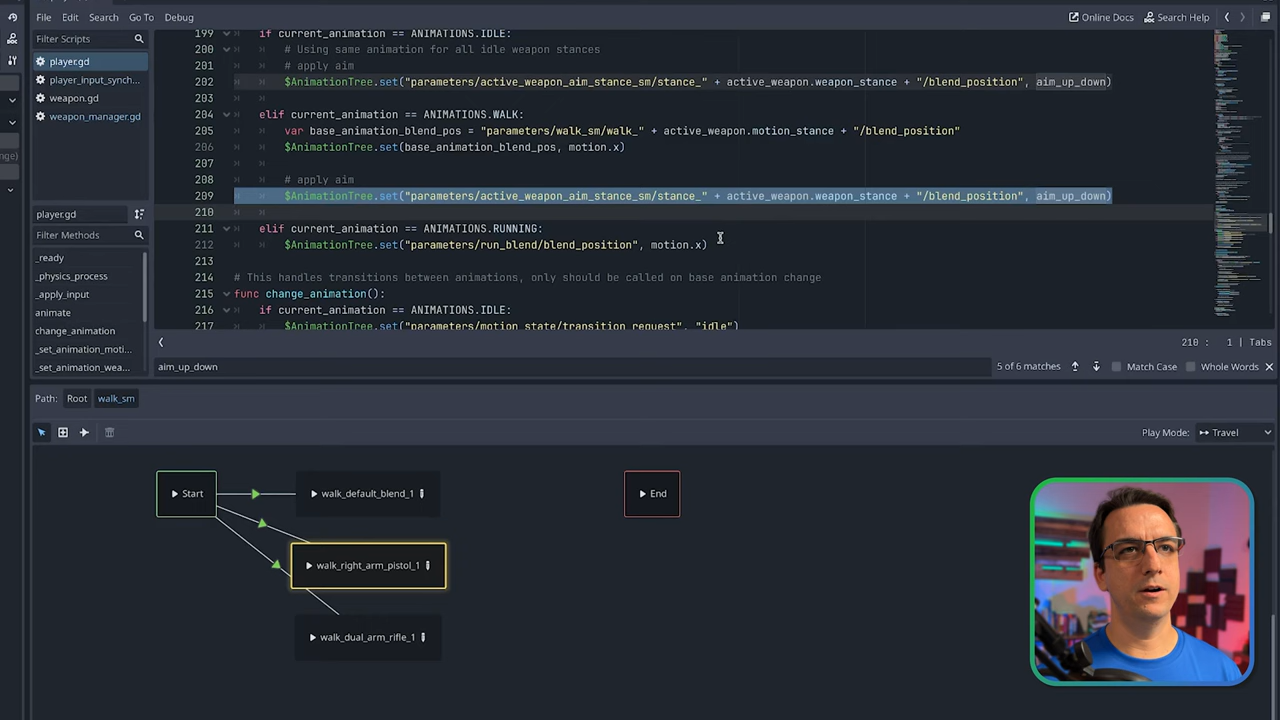 File Edit Search Go To Debug
Online Docs Search Help
Filter Scripts
player.gd
player_input_synch...
weapon.gd
weapon_manager.gd
player.gd
Filter Methods
_ready
_physics_process
_apply_input
animate
change_animation
_set_animation_moti...
_set_animation_wea...
199 if current_animation == ANIMATIONS.IDLE:
200 # Using same animation for all idle weapon stances
201 # apply aim
202 $AnimationTree.set("parameters/active_weapon_aim_stance_sm/stance_" + active_weapon.weapon_stance + "/blend_position", aim_up_down)
203
204 elif current_animation == ANIMATIONS.WALK:
205 var base_animation_blend_pos = "parameters/walk_sm/walk_" + active_weapon.motion_stance + "/blend_position"
206 $AnimationTree.set(base_animation_blend_pos, motion.x)
207
208 # apply aim
209 $AnimationTree.set("parameters/active_weapon_aim_stance_sm/stance_" + active_weapon.weapon_stance + "/blend_position", aim_up_down)
210
211 elif current_animation == ANIMATIONS.RUNNING:
212 $AnimationTree.set("parameters/run_blend/blend_position", motion.x)
213
214 # This handles transitions between animations and should be called on base animation change
215 func change_animation():
216 if current_animation == ANIMATIONS.IDLE
217 $AnimationTree.set("parameters/motion_state/transition_request", "idle")
210 : 1 | Tabs
aim_up_down 5 of 6 matches Match Case Whole Words
Path: Root walk_sm
Play Mode: Travel
Start
walk_default_blend_1
End
walk_right_arm_pistol_1
walk_dual_arm_rifle_1